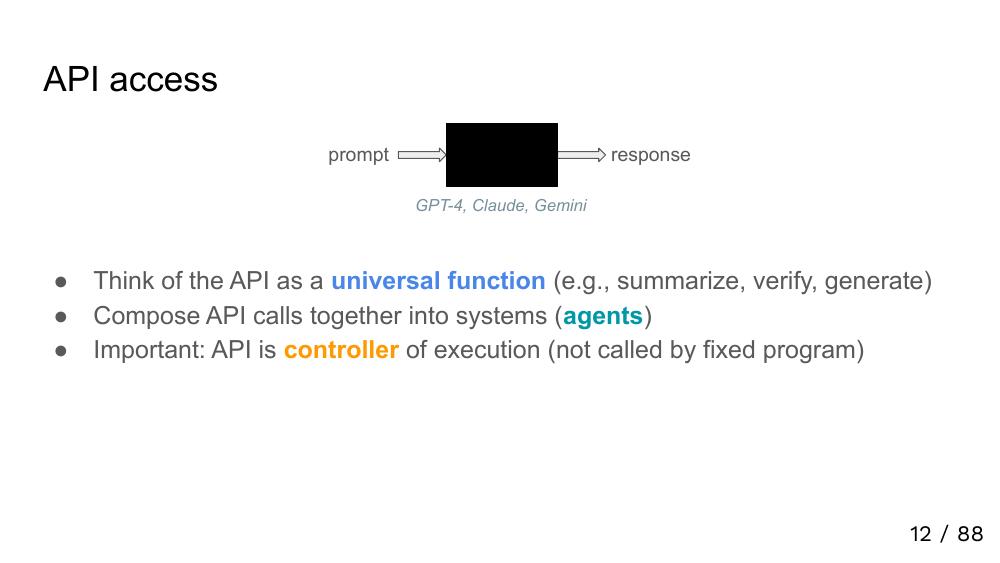 API access
prompt
response
GPT-4, Claude, Gemini
● Think of the API as a universal function (e.g., summarize, verify, generate)
● Compose API calls together into systems (agents)
● Important: API is controller of execution (not called by fixed program)
12 / 88